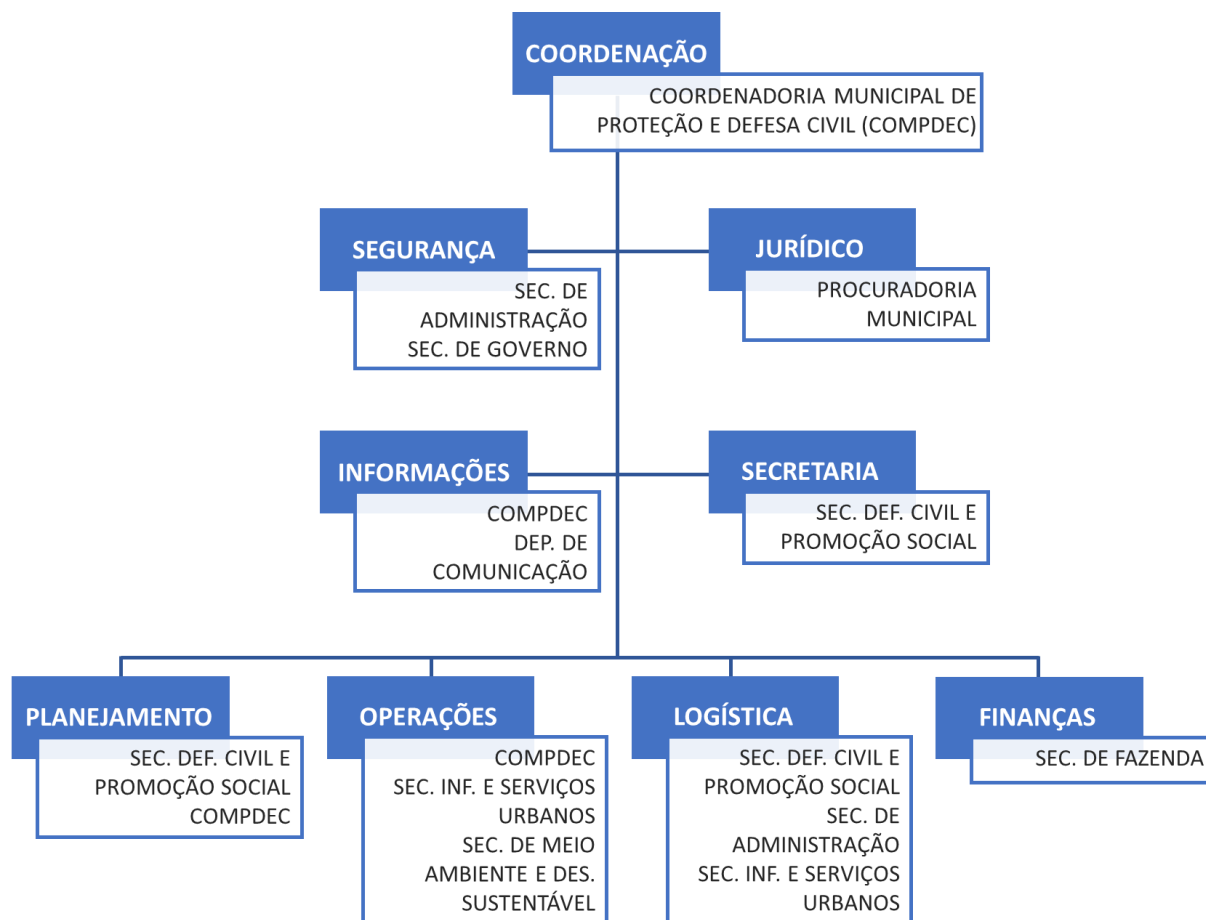 COORDENAÇÃO
COORDENADORIA MUNICIPAL DE
PROTEÇÃO E DEFESA CIVIL (COMPDEC)
SEGURANÇA
SEC. DE
ADMINISTRAÇÃO
SEC. DE GOVERNO
JURÍDICO
PROCURADORIA
MUNICIPAL
INFORMAÇÕES
COMPDEC
DEP. DE
COMUNICAÇÃO
SECRETARIA
SEC. DEF. CIVIL E
PROMOÇÃO SOCIAL
PLANEJAMENTO
SEC. DEF. CIVIL E
PROMOÇÃO SOCIAL
COMPDEC
OPERAÇÕES
COMPDEC
SEC. INF. E SERVIÇOS
URBANOS
SEC. DE MEIO
AMBIENTE E DES.
SUSTENTÁVEL
LOGÍSTICA
SEC. DEF. CIVIL E
PROMOÇÃO SOCIAL
SEC. DE
ADMINISTRAÇÃO
SEC. INF. E SERVIÇOS
URBANOS
FINANÇAS
SEC. DE FAZENDA